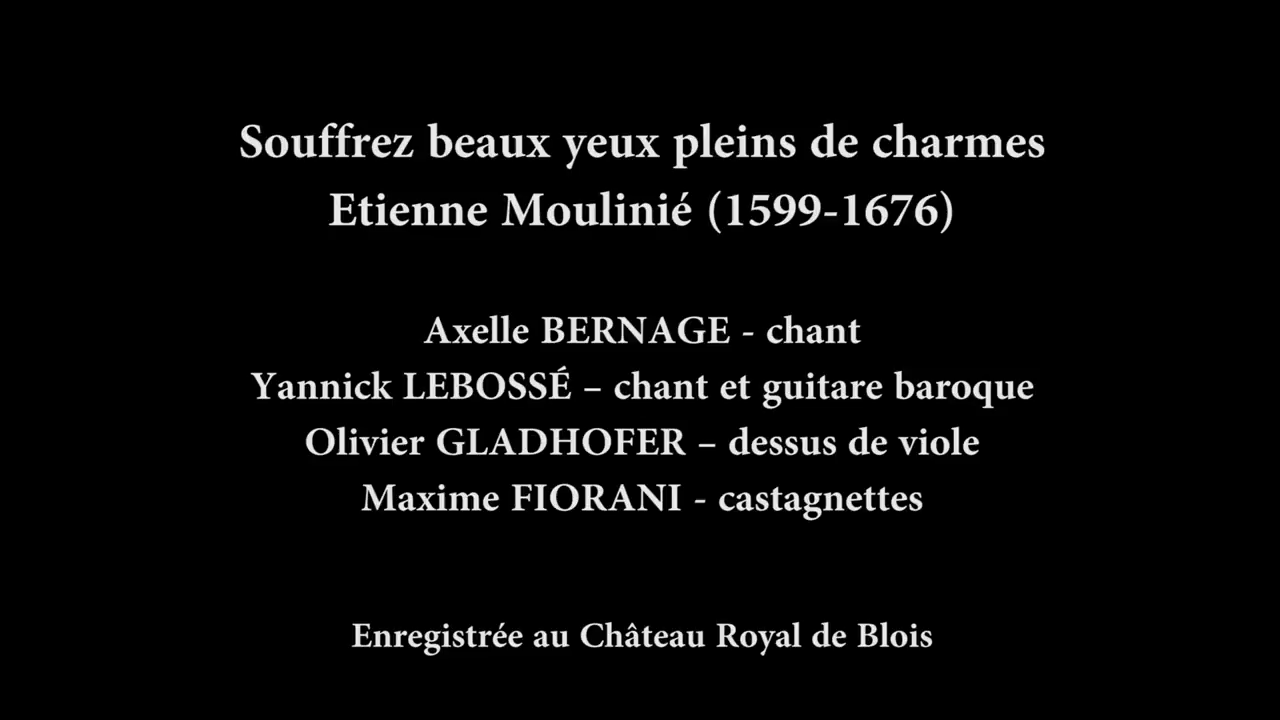 Souffrez beaux yeux pleins de charmes
Etienne Moulinié (1599-1676)
Axelle BERNAGE - chant
Yannick LEBOSSÉ – chant et guitare baroque
Olivier GLADHOFER – dessus de viole
Maxime FIORANI - castagnettes
Enregistrée au Château Royal de Blois